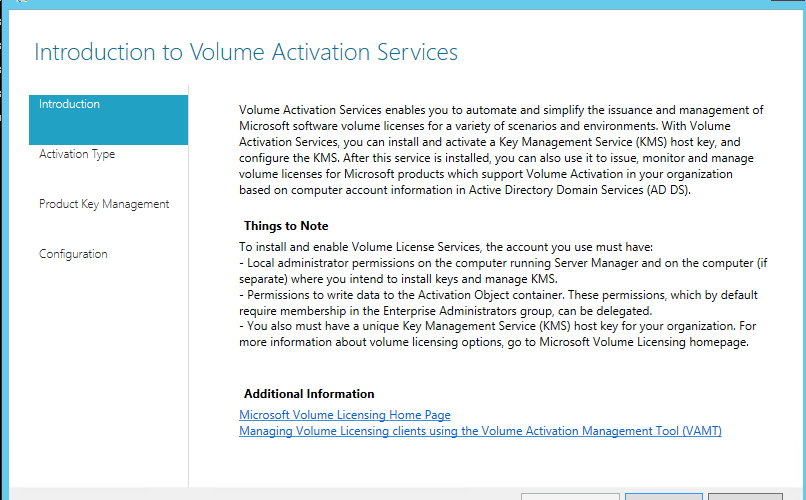 Introduction to Volume Activation Services
Introduction
Activation Type
Product Key Management
Configuration
Volume Activation Services enables you to automate and simplify the issuance and management of
Microsoft software volume licenses for a variety of scenarios and environments. With Volume
Activation Services, you can install and activate a Key Management Service (KMS) host key, and
configure the KMS. After this service is installed, you can also use it to issue, monitor and manage
volume licenses for Microsoft products which support Volume Activation in your organization
based on computer account information in Active Directory Domain Services (AD DS).
Things to Note
To install and enable Volume License Services, the account you use must have:
- Local administrator permissions on the computer running Server Manager and on the computer (if
separate) where you intend to install keys and manage KMS.
- Permissions to write data to the Activation Object container. These permissions, which by default
require membership in the Enterprise Administrators group, can be delegated.
- You also must have a unique Key Management Service (KMS) host key for your organization. For
more information about volume licensing options, go to Microsoft Volume Licensing homepage.
Additional Information
Microsoft Volume Licensing Home Page
Managing Volume Licensing clients using the Volume Activation Management Tool (VAMT)